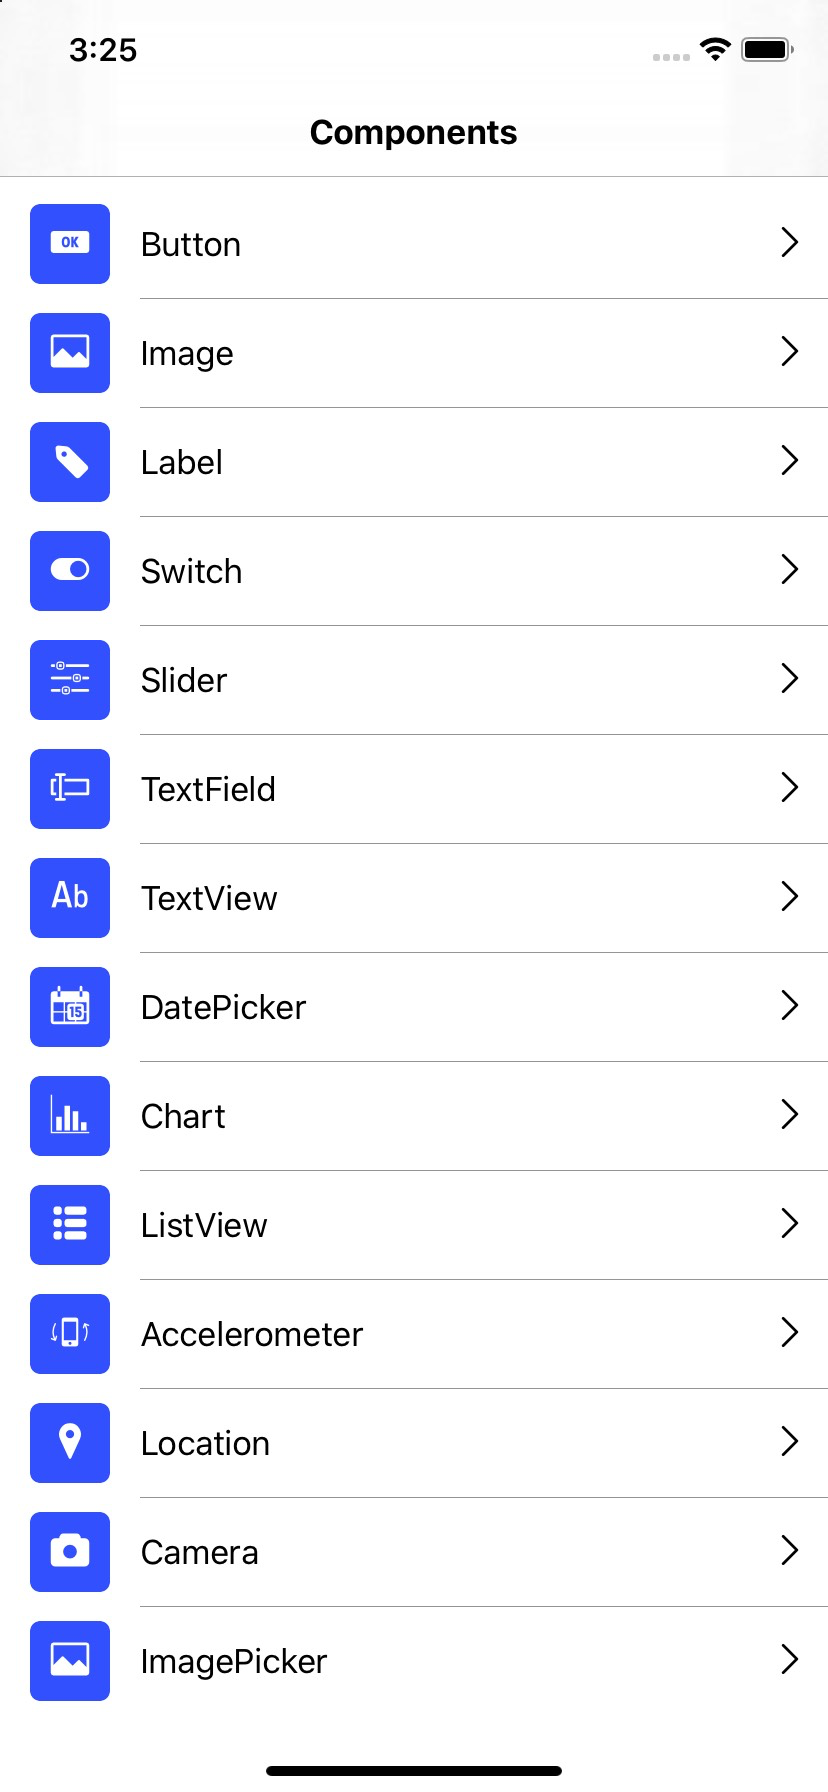 3:25
Components
OK
Button
Image
Label
Switch
Slider
TextField
Ab
TextView
15
DatePicker
Chart
ListView
Accelerometer
Location
Camera
ImagePicker